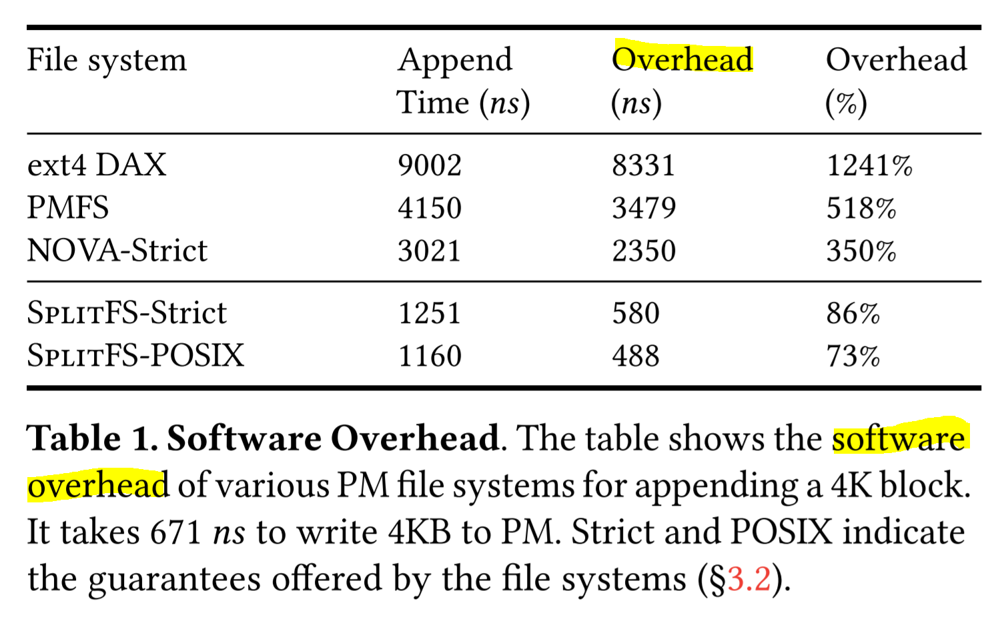 File system Append Overhead Overhead
Time (ns) (ns) (%)
ext4 DAX 9002 8331 1241%
PMFS 4150 3479 518%
NOVA-Strict 3021 2350 350%
SPLITFS-Strict 1251 580 86%
SPLITFS-POSIX 1160 488 73%
Table 1. Software Overhead. The table shows the software
overhead of various PM file systems for appending a 4K block.
It takes 671 ns to write 4KB to PM. Strict and POSIX indicate
the guarantees offered by the file systems (§3.2).